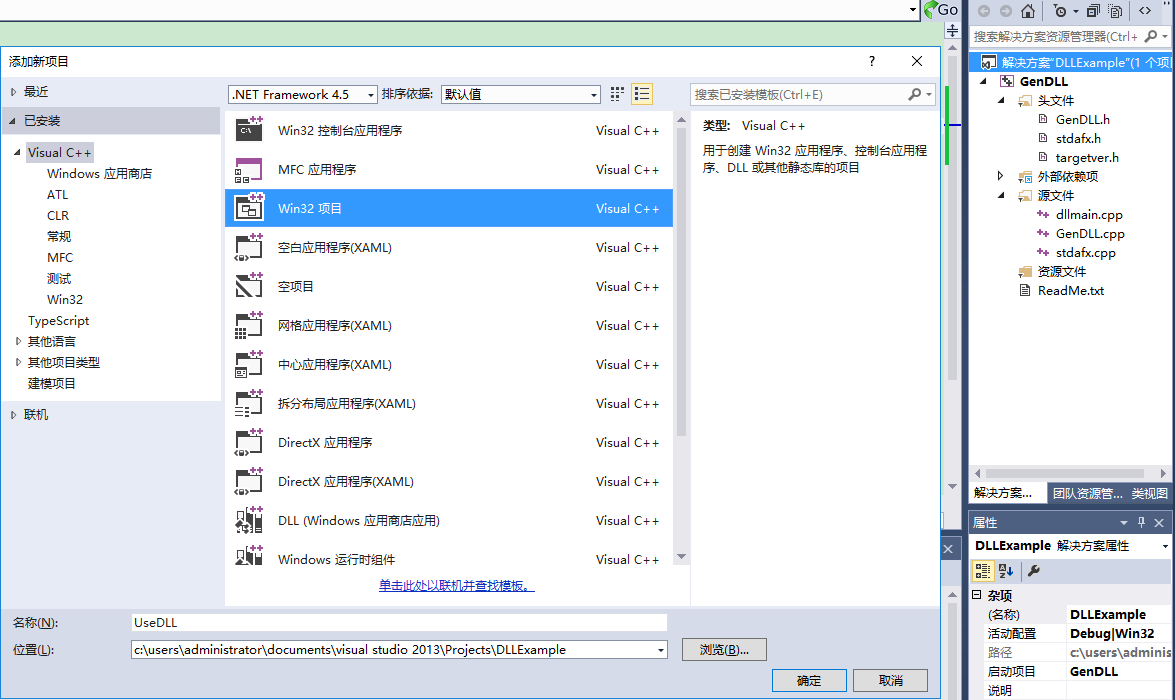 Go
添加新项目
?
最近
已安装
Visual C++
Windows 应用商店
ATL
CLR
常规
MFC
测试
Win32
TypeScript
其他语言
其他项目类型
建模项目
联机
.NET Framework 4.5
排序依据:
默认值
搜索已安装模板(Ctrl+E)
Win32 控制台应用程序 Visual C++
MFC 应用程序 Visual C++
Win32 项目 Visual C++
空白应用程序(XAML) Visual C++
空项目 Visual C++
网格应用程序(XAML) Visual C++
中心应用程序(XAML) Visual C++
拆分布局应用程序(XAML) Visual C++
DirectX 应用程序 Visual C++
DirectX 应用程序(XAML) Visual C++
DLL (Windows 应用商店应用) Visual C++
Windows 运行时组件 Visual C++
单击此处以联机并查找模板。
类型: Visual C++
用于创建 Win32 应用程序、控制台应用程
序、DLL 或其他静态库的项目
名称(N):
UseDLL
位置(L):
c:\users\administrator\documents\visual studio 2013\Projects\DLLExample
浏览(B)...
确定
取消
搜索解决方案资源管理器(Ctrl+
解决方案"DLLExample"(1 个项
GenDLL
头文件
GenDLL.h
stdafx.h
targetver.h
外部依赖项
源文件
dllmain.cpp
GenDLL.cpp
stdafx.cpp
资源文件
ReadMe.txt
解决方案...
团队资源管...
类视图
属性
DLLExample 解决方案属性
杂项
(名称) DLLExample
活动配置 Debug|Win32
路径 c:\users\adminis
启动项目 GenDLL
说明